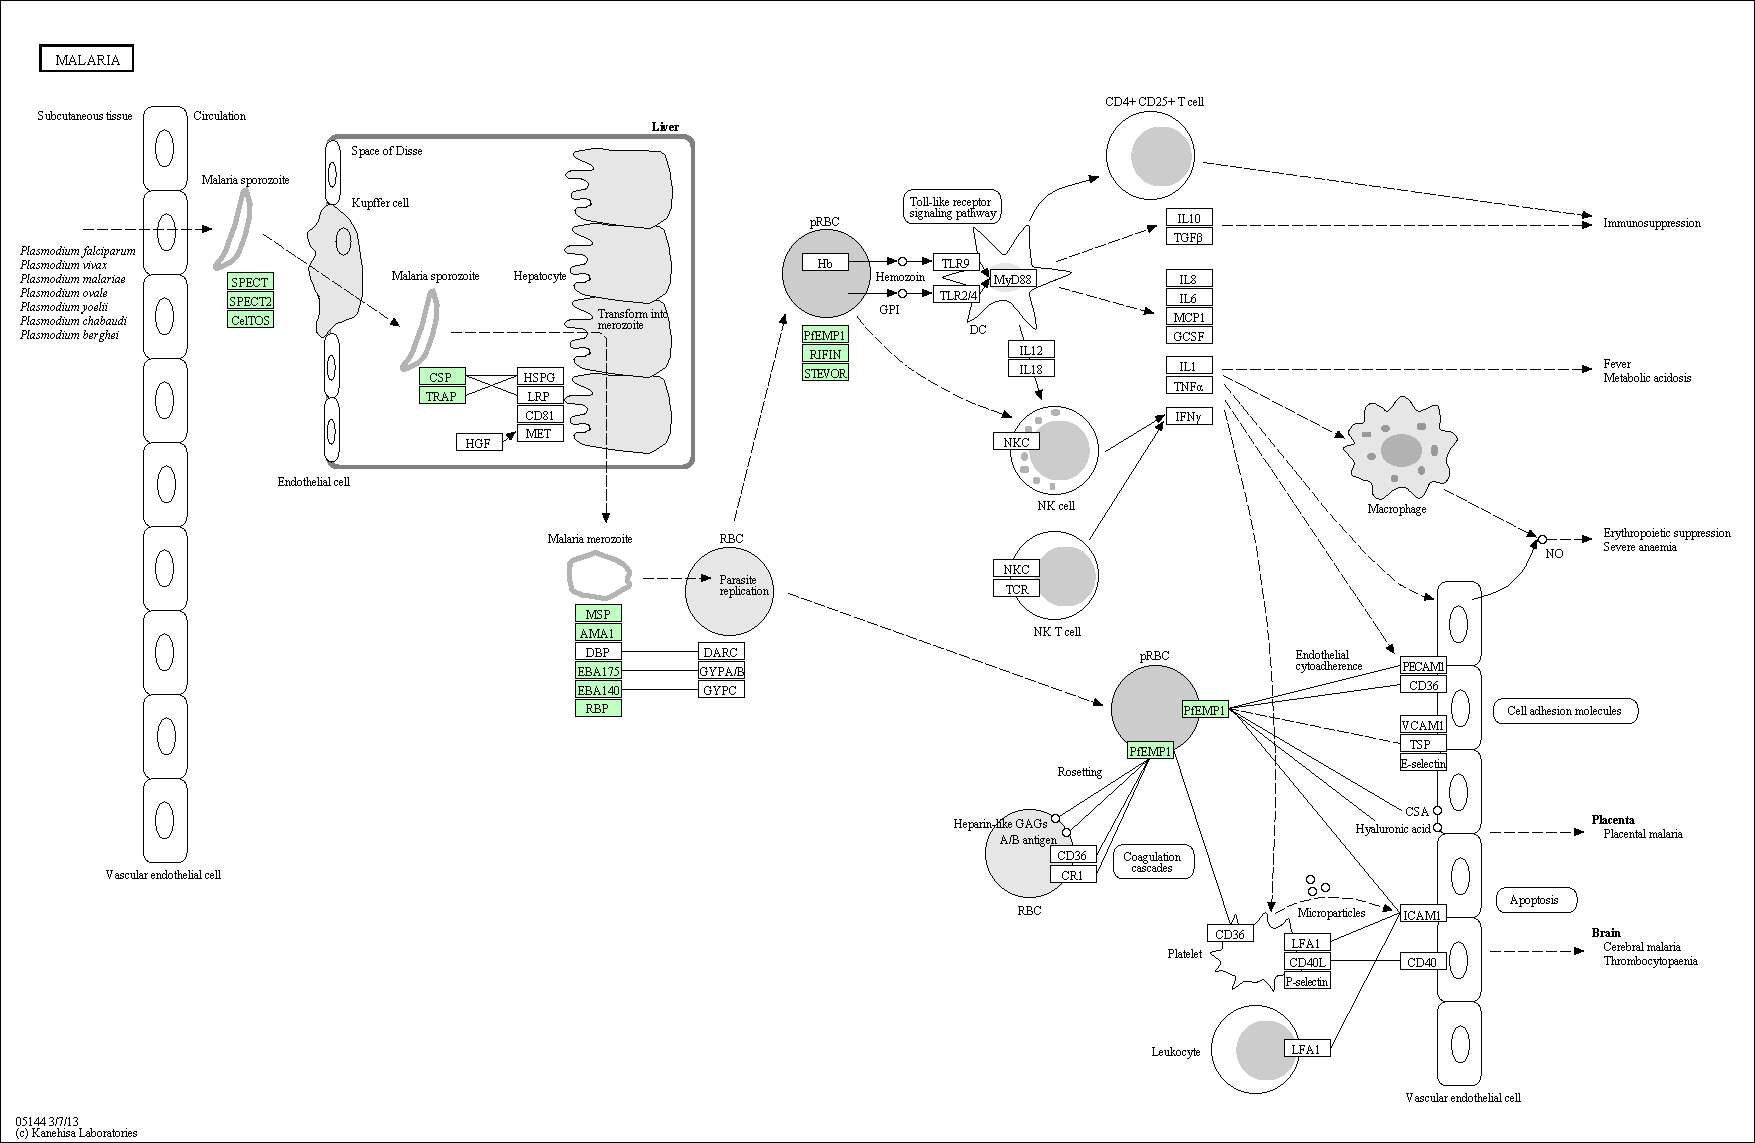 MALARIA
Subcutaneous tissue
Circulation
Malaria sporozoite
Plasmodium falciparum
Plasmodium vivax
Plasmodium malariae
Plasmodium ovale
Plasmodium yoelii
Plasmodium chabaudi
Plasmodium berghei
SPECT
SPECT2
CelTOS
Vascular endothelial cell
Liver
Space of Disse
Kupffer cell
Malaria sporozoite
Hepatocyte
Transform into
merozoite
CSP
TRAP
HSPG
LRP
CD81
MET
HGF
Endothelial cell
Malaria merozoite
MSP
AMA1
DBP
EBA175
EBA140
RBP
RBC
Parasite
replication
DARC
GYPA/B
GYPC
pRBC
Hb
Hemozoin
GPI
PfEMP1
RIFIN
STEVOR
Toll-like receptor
signaling pathway
TLR9
TLR2/4
MyD88
DC
IL12
IL18
CD4+ CD25+ T cell
IL10
TGFβ
IL8
IL6
MCP1
GCSF
IL1
TNFα
IFNγ
NKC
NK cell
NKC
TCR
NK T cell
Immunosuppression
Fever
Metabolic acidosis
Macrophage
NO
Erythropoietic suppression
Severe anaemia
pRBC
PfEMP1
PfEMP1
Endothelial
cytoadherence
PECAM1
CD36
VCAM1
TSP
E-selectin
Cell adhesion molecules
Rosetting
Heparin-like GAGs
A/B antigen
CD36
CR1
RBC
Coagulation
cascades
CSA
Hyaluronic acid
Placenta
Placental malaria
Apoptosis
Microparticles
ICAM1
CD36
Platelet
LFA1
CD40L
P-selectin
CD40
Brain
Cerebral malaria
Thrombocytopaenia
Leukocyte
LFA1
Vascular endothelial cell
05144 3/7/13
(c) Kanehisa Laboratories